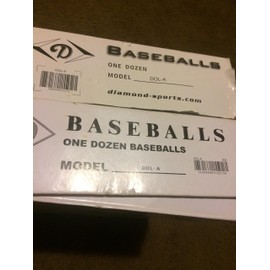 D
BASEBALLS
ONE DOZEN
MODEL DOL-A
diamond-sports.com
BASEBALLS
ONE DOZEN BASEBALLS
MODEL DOL-A